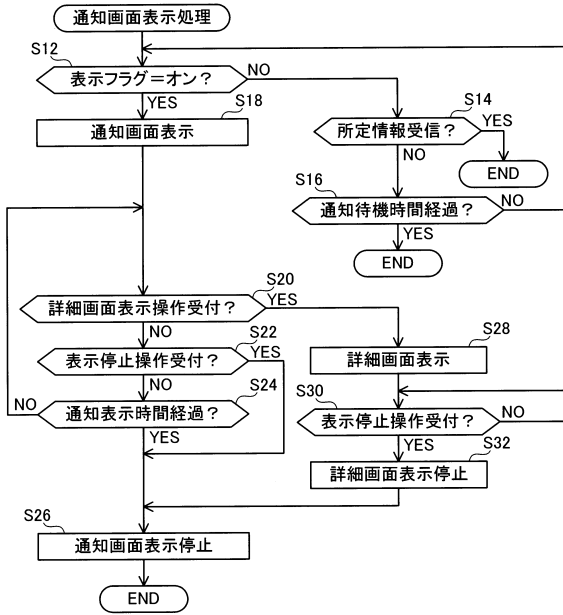 通知画面表示処理
S12
表示フラグ＝オン？
NO
YES
S18
通知画面表示
S14
所定情報受信？
YES
NO
END
S16
通知待機時間経過？
NO
YES
END
S20
詳細画面表示操作受付？
YES
NO
S22
表示停止操作受付？
YES
NO
S24
通知表示時間経過？
NO
YES
S28
詳細画面表示
S30
表示停止操作受付？
NO
YES
S32
詳細画面表示停止
S26
通知画面表示停止
END